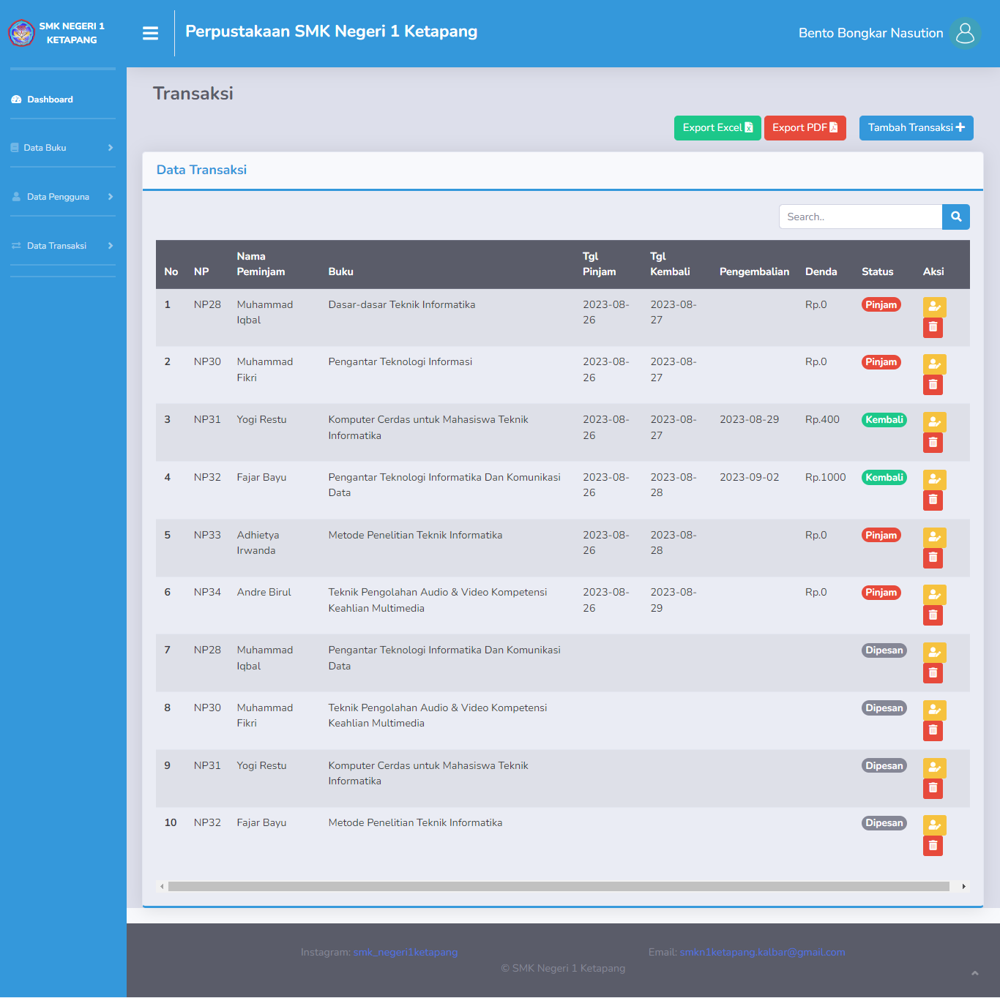 SMK NEGERI 1
KETAPANG
Perpustakaan SMK Negeri 1 Ketapang
Bento Bongkar Nasution
Dashboard
Data Buku
Data Pengguna
Data Transaksi
Transaksi
Export Excel
Export PDF
Tambah Transaksi
Data Transaksi
Search..
No NP Nama Peminjam Buku Tgl Pinjam Tgl Kembali Pengembalian Denda Status Aksi
1 NP28 Muhammad Iqbal Dasar-dasar Teknik Informatika 2023-08-26 2023-08-27 Rp.0 Pinjam
2 NP30 Muhammad Fikri Pengantar Teknologi Informasi 2023-08-26 2023-08-27 Rp.0 Pinjam
3 NP31 Yogi Restu Komputer Cerdas untuk Mahasiswa Teknik Informatika 2023-08-26 2023-08-27 2023-08-29 Rp.400 Kembali
4 NP32 Fajar Bayu Pengantar Teknologi Informatika Dan Komunikasi Data 2023-08-26 2023-08-28 2023-09-02 Rp.1000 Kembali
5 NP33 Adhietya Irwanda Metode Penelitian Teknik Informatika 2023-08-26 2023-08-28 Rp.0 Pinjam
6 NP34 Andre Birul Teknik Pengolahan Audio & Video Kompetensi Keahlian Multimedia 2023-08-26 2023-08-29 Rp.0 Pinjam
7 NP28 Muhammad Iqbal Pengantar Teknologi Informatika Dan Komunikasi Data Dipesan
8 NP30 Muhammad Fikri Teknik Pengolahan Audio & Video Kompetensi Keahlian Multimedia Dipesan
9 NP31 Yogi Restu Komputer Cerdas untuk Mahasiswa Teknik Informatika Dipesan
10 NP32 Fajar Bayu Metode Penelitian Teknik Informatika Dipesan
Instagram: smk_negeri1ketapang
Email: smkn1ketapang.kalbar@gmail.com
© SMK Negeri 1 Ketapang